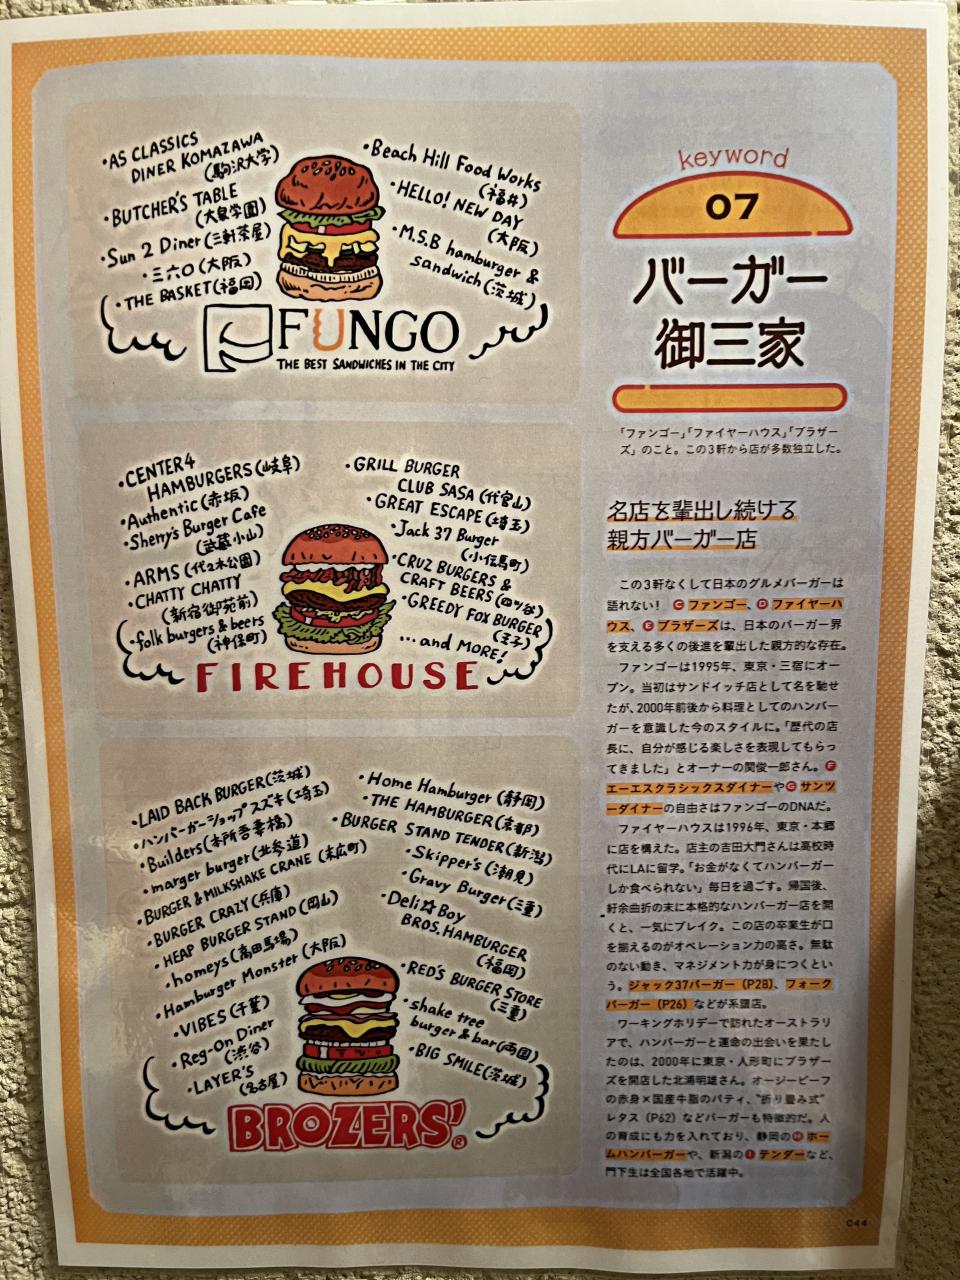 ・AS CLASSICS
DINER KOMAZAWA
(駒沢大学)
・BUTCHER'S TABLE
(大泉学園)
・Sun 2 Diner (三軒茶屋)
・三六〇(大阪)
・THE BASKET(福岡)
・Beach Hill Food Works
(福井)
・HELLO! NEW DAY
(大阪)
・M.S.B hamburger &
sandwich (茨城)
FUNGO
THE BEST SANDWICHES IN THE CITY
・CENTER4
HAMBURGERS(岐阜)
・Authentic (赤坂)
・Sherry's Burger Cafe
(武蔵小山)
・ARMS (代々木公園)
・CHATTY CHATTY
(新宿御苑前)
・folk burgers & beers
(神保町)
・GRILL BURGER
CLUB SASA (代官山)
・GREAT ESCAPE (埼玉)
・Jack 37 Burger
(小伝馬町)
・CRUZ BURGERS &
CRAFT BEERS (四ツ谷)
・GREEDY FOX BURGER
(王子)
...and MORE!
FIREHOUSE
・LAID BACK BURGER(茨城)
・ハンバーガーショップスズキ(埼玉)
・Builders(本所吾妻橋)
・marger burger(北参道)
・BURGER & MILKSHAKE CRANE (末広町)
・BURGER CRAZY (兵庫)
・HEAP BURGER STAND (岡山)
・homeys(高田馬場)
・Hamburger Monster (大阪)
・VIBES (千葉)
・Reg-On Diner
(渋谷)
・LAYER'S
(名古屋)
・Home Hamburger (静岡)
・THE HAMBURGER(京都)
・BURGER STAND TENDER(新潟)
・Skipper's (潮見)
・Gravy Burger(三重)
・Deli☆Boy
BROS. HAMBURGER
(福岡)
・RED'S BURGER STORE
(三重)
・shake tree
burger & bar(両国)
・BIG SMILE(茨城)
BROZERS'®
keyword
07
バーガー
御三家
「ファンゴー」「ファイヤーハウス」「ブラザー
ズ」のこと。この3軒から店が多数独立した。
名店を輩出し続ける
親方バーガー店
この3軒なくして日本のグルメバーガーは
語れない！ C ファンゴー、D ファイヤーハ
ウス、E ブラザーズは、日本のバーガー界
を支える多くの後進を輩出した親方的な存在。
ファンゴーは1995年、東京・三宿にオー
プン。当初はサンドイッチ店として名を馳せ
たが、2000年前後から料理としてのハンバー
ガーを意識した今のスタイルに。「歴代の店
長に、自分が感じる楽しさを表現してもらっ
てきました」とオーナーの関俊一郎さん。F
エーエスクラシックスダイナーやG サンツ
ーダイナーの自由さはファンゴーのDNAだ。
ファイヤーハウスは1996年、東京・本郷
に店を構えた。店主の吉田大門さんは高校時
代にLAに留学。「お金がなくてハンバーガー
しか食べられない」毎日を過ごす。帰国後、
紆余曲折の末に本格的なハンバーガー店を開
くと、一気にブレイク。この店の卒業生が口
を揃えるのがオペレーション力の高さ。無駄
のない動き、マネジメント力が身につくとい
う。ジャック37バーガー（P28）、フォーク
バーガー（P26）などが系譜店。
ワーキングホリデーで訪れたオーストラリ
アで、ハンバーガーと運命の出会いを果たし
たのは、2000年に東京・人形町にブラザー
ズを開店した北浦明雄さん。オージービーフ
の赤身×国産牛脂のパティ、“折り畳み式”
レタス（P62）などバーガーも特徴的だ。人
の育成にも力を入れており、静岡のH ホー
ムハンバーガーや、新潟のI テンダーなど、
門下生は全国各地で活躍中。
044